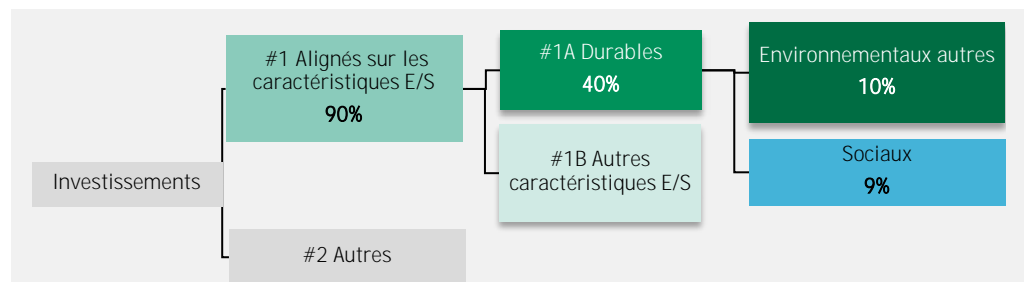 Investissements
#1 Alignés sur les
caractéristiques E/S
90%
#2 Autres
#1A Durables
40%
#1B Autres
caractéristiques E/S
Environnementaux autres
10%
Sociaux
9%